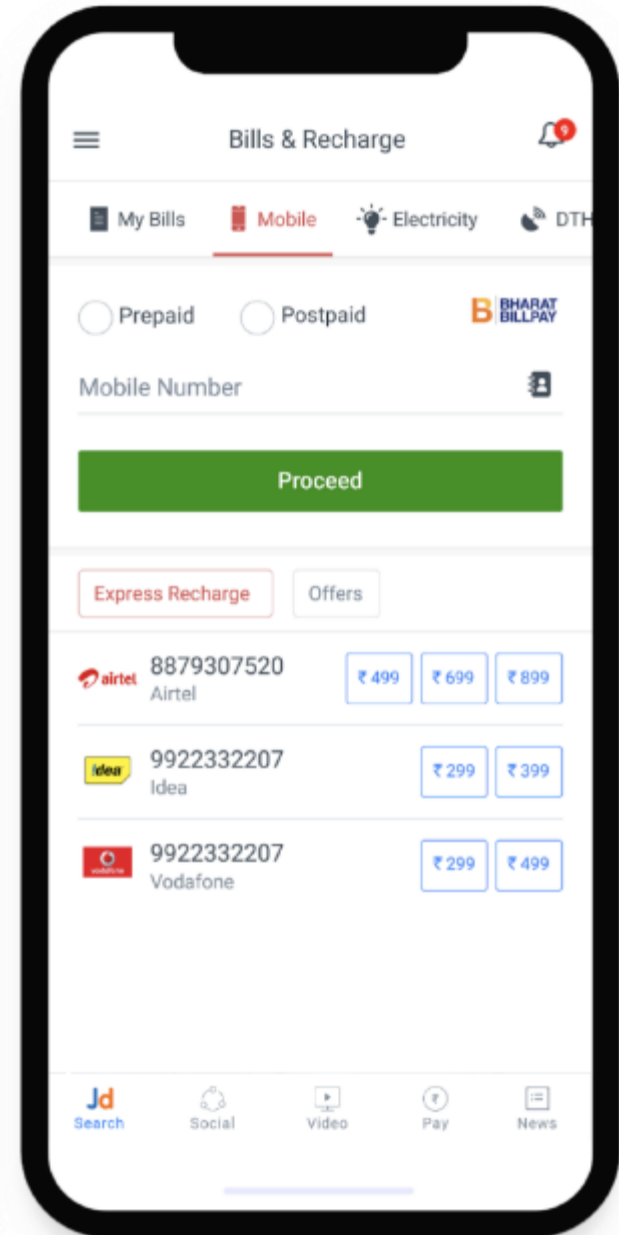 Bills & Recharge
9
My Bills Mobile Electricity DTH
Prepaid Postpaid B BHARAT BILLPAY
Mobile Number
Proceed
Express Recharge Offers
airtel 8879307520 ₹ 499 ₹ 699 ₹ 899
Airtel
idea 9922332207 ₹ 299 ₹ 399
Idea
vodafone 9922332207 ₹ 299 ₹ 499
Vodafone
Jd
Search Social Video Pay News